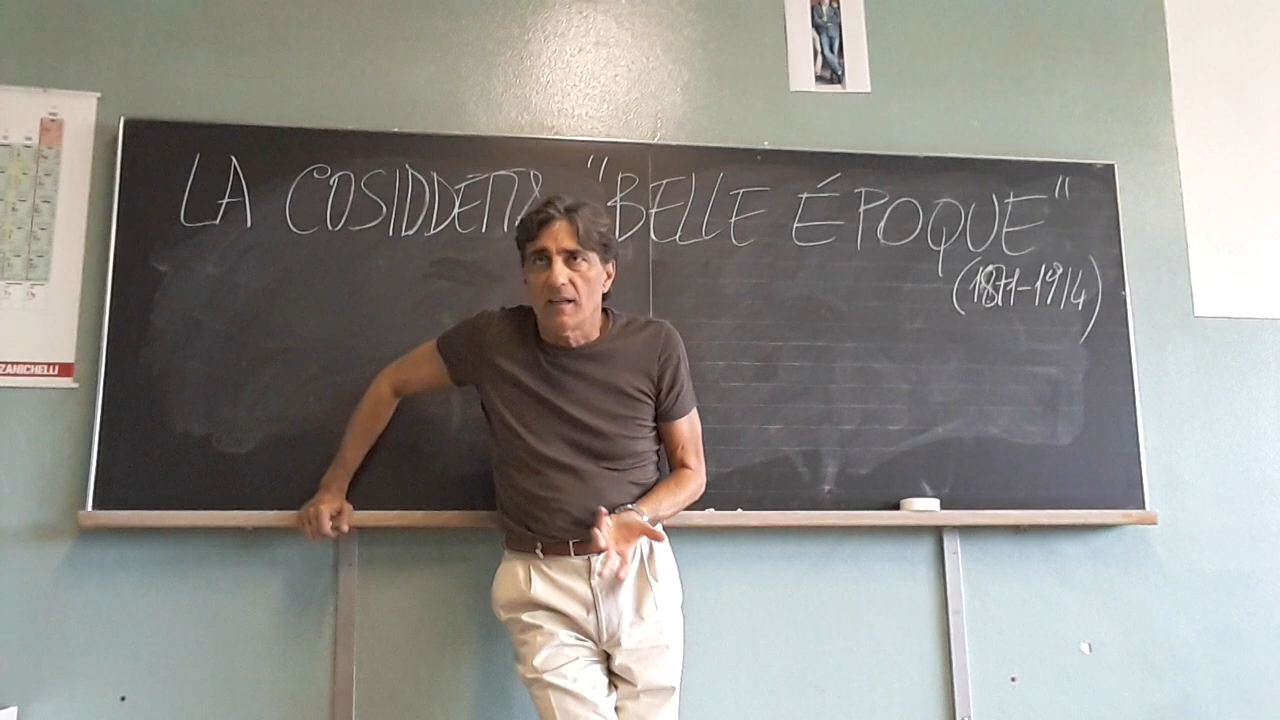 LA COSIDDETTA "BELLE ÉPOQUE"
(1871-1914)
ZANICHELLI